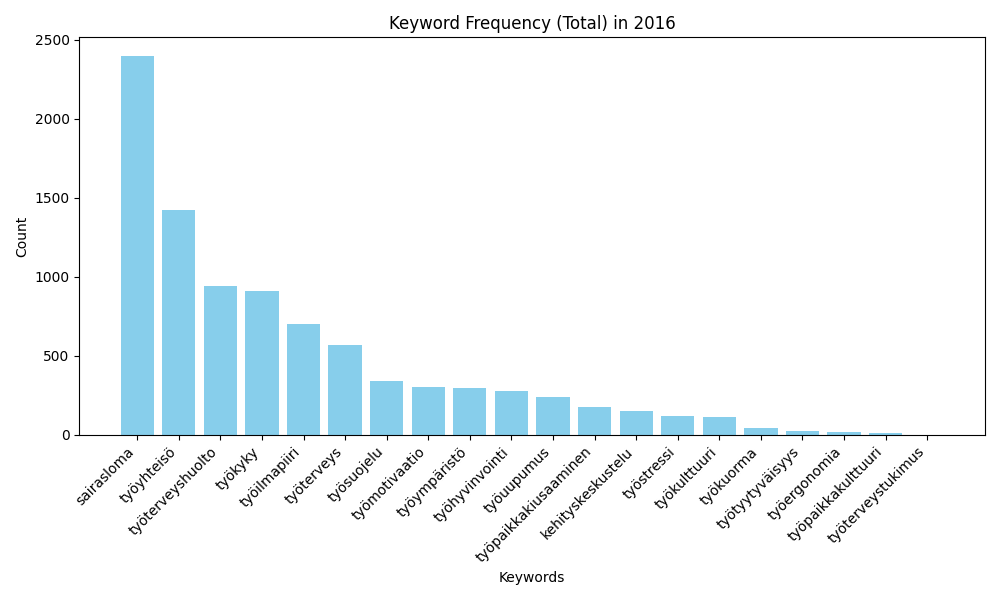 Keyword Frequency (Total) in 2016
2500
2000
1500
1000
500
0
Count
sairasloma
työyhteisö
työterveyshuolto
työkyky
työilmapiiri
työterveys
työsuojelu
työmotivaatio
työympäristö
työhyvinvointi
työuupumus
työpaikkakiusaaminen
kehityskeskustelu
työstressi
työkulttuuri
työkuorma
työtyytyväisyys
työergonomia
työpaikkakulttuuri
työterveystukimus
Keywords